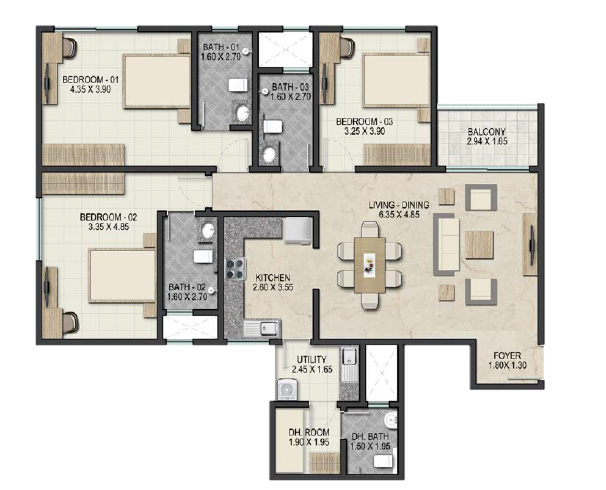 BATH - 01
1.60 X 2.70
BEDROOM - 01
4.35 X 3.90
BATH - 03
1.60 X 2.70
BEDROOM - 03
3.25 X 3.90
BALCONY
2.94 X 1.65
BEDROOM - 02
3.35 X 4.85
LIVING - DINING
6.35 X 4.85
BATH - 02
1.60 X 2.70
KITCHEN
2.60 X 3.55
UTILITY
2.45 X 1.65
FOYER
1.80X 1.30
DH. ROOM
1.90 X 1.95
DH. BATH
1.50 X 1.95